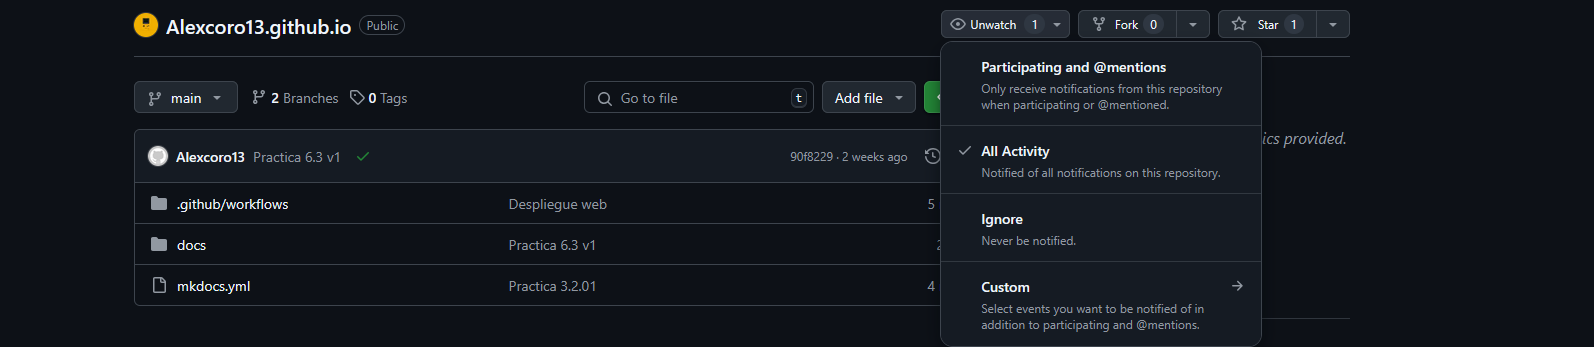 Alexcoro13.github.io Public
Unwatch 1 Fork 0 Star 1
main 2 Branches 0 Tags
Go to file t Add file
Participating and @mentions
Only receive notifications from this repository
when participating or @mentioned.
All Activity
Notified of all notifications on this repository.
Ignore
Never be notified.
Custom
Select events you want to be notified of in
addition to participating and @mentions.
ics provided.
Alexcoro13 Practica 6.3 v1 90f8229 · 2 weeks ago
.github/workflows Despliegue web 5
docs Practica 6.3 v1 2
mkdocs.yml Practica 3.2.01 4